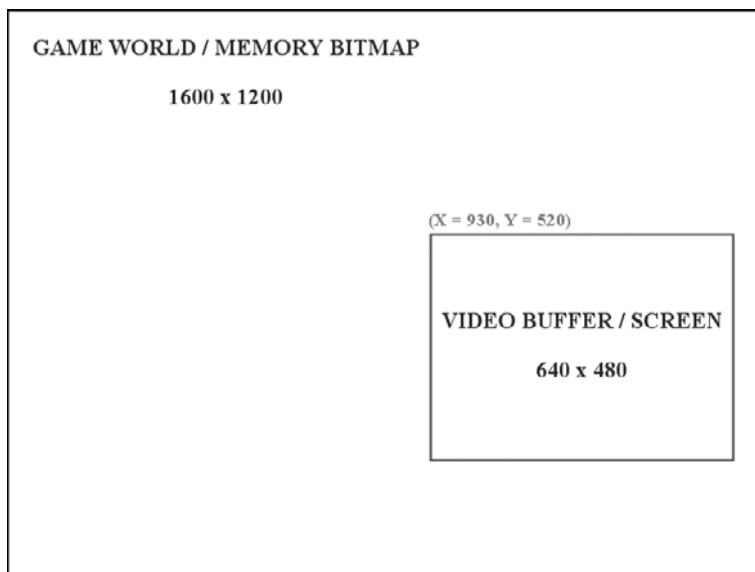 GAME WORLD / MEMORY BITMAP
1600 x 1200
(X = 930, Y = 520)
VIDEO BUFFER / SCREEN
640 x 480